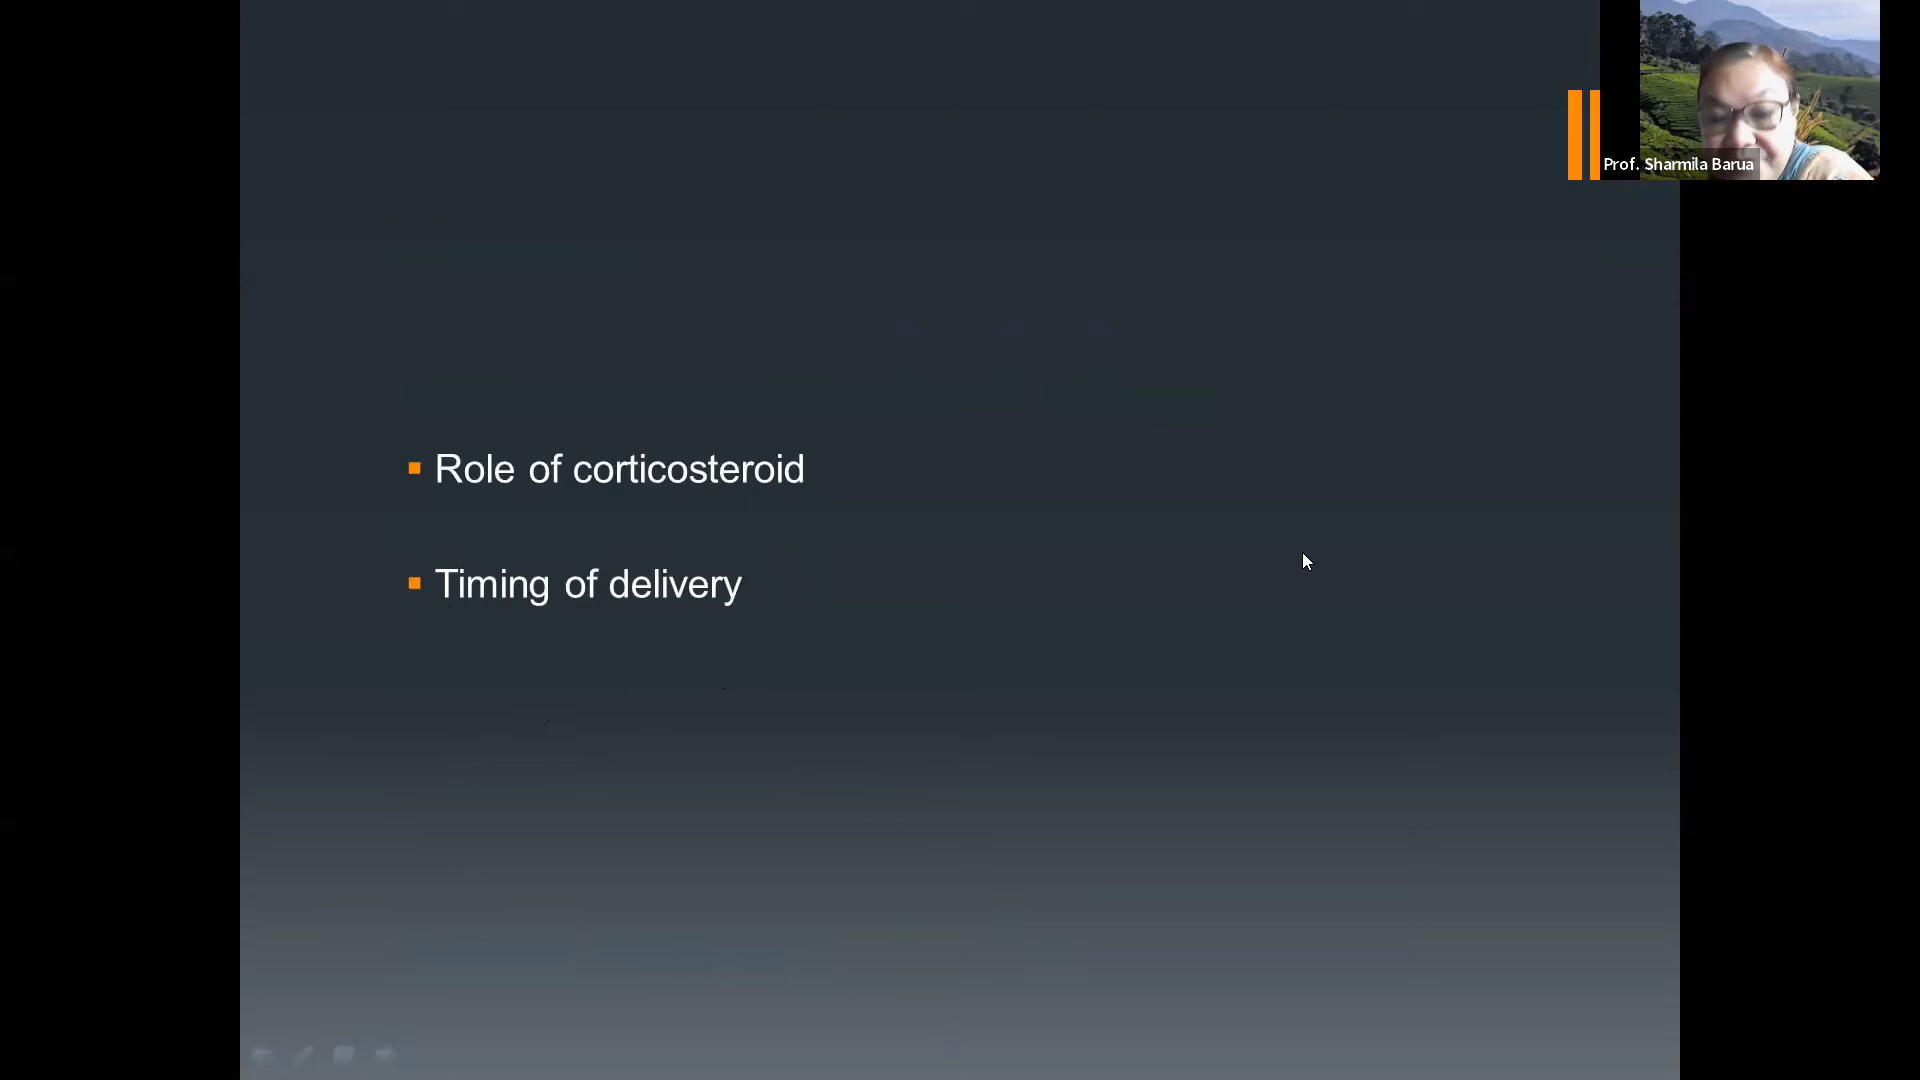 Prof. Sharmila Barua
Role of corticosteroid
Timing of delivery